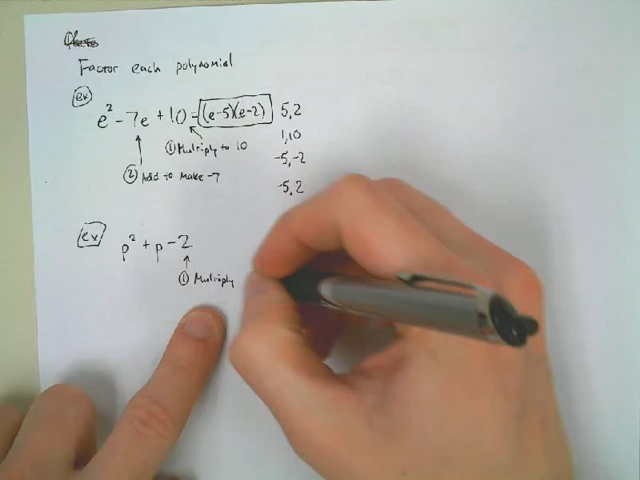 Factor each polynomial
ex
e² - 7e + 10 = (e-5)(e-2) 5,2
1,10
① Multiply to 10
-5,-2
② Add to make -7
-5,2
ex
p² + p - 2
① Multiply